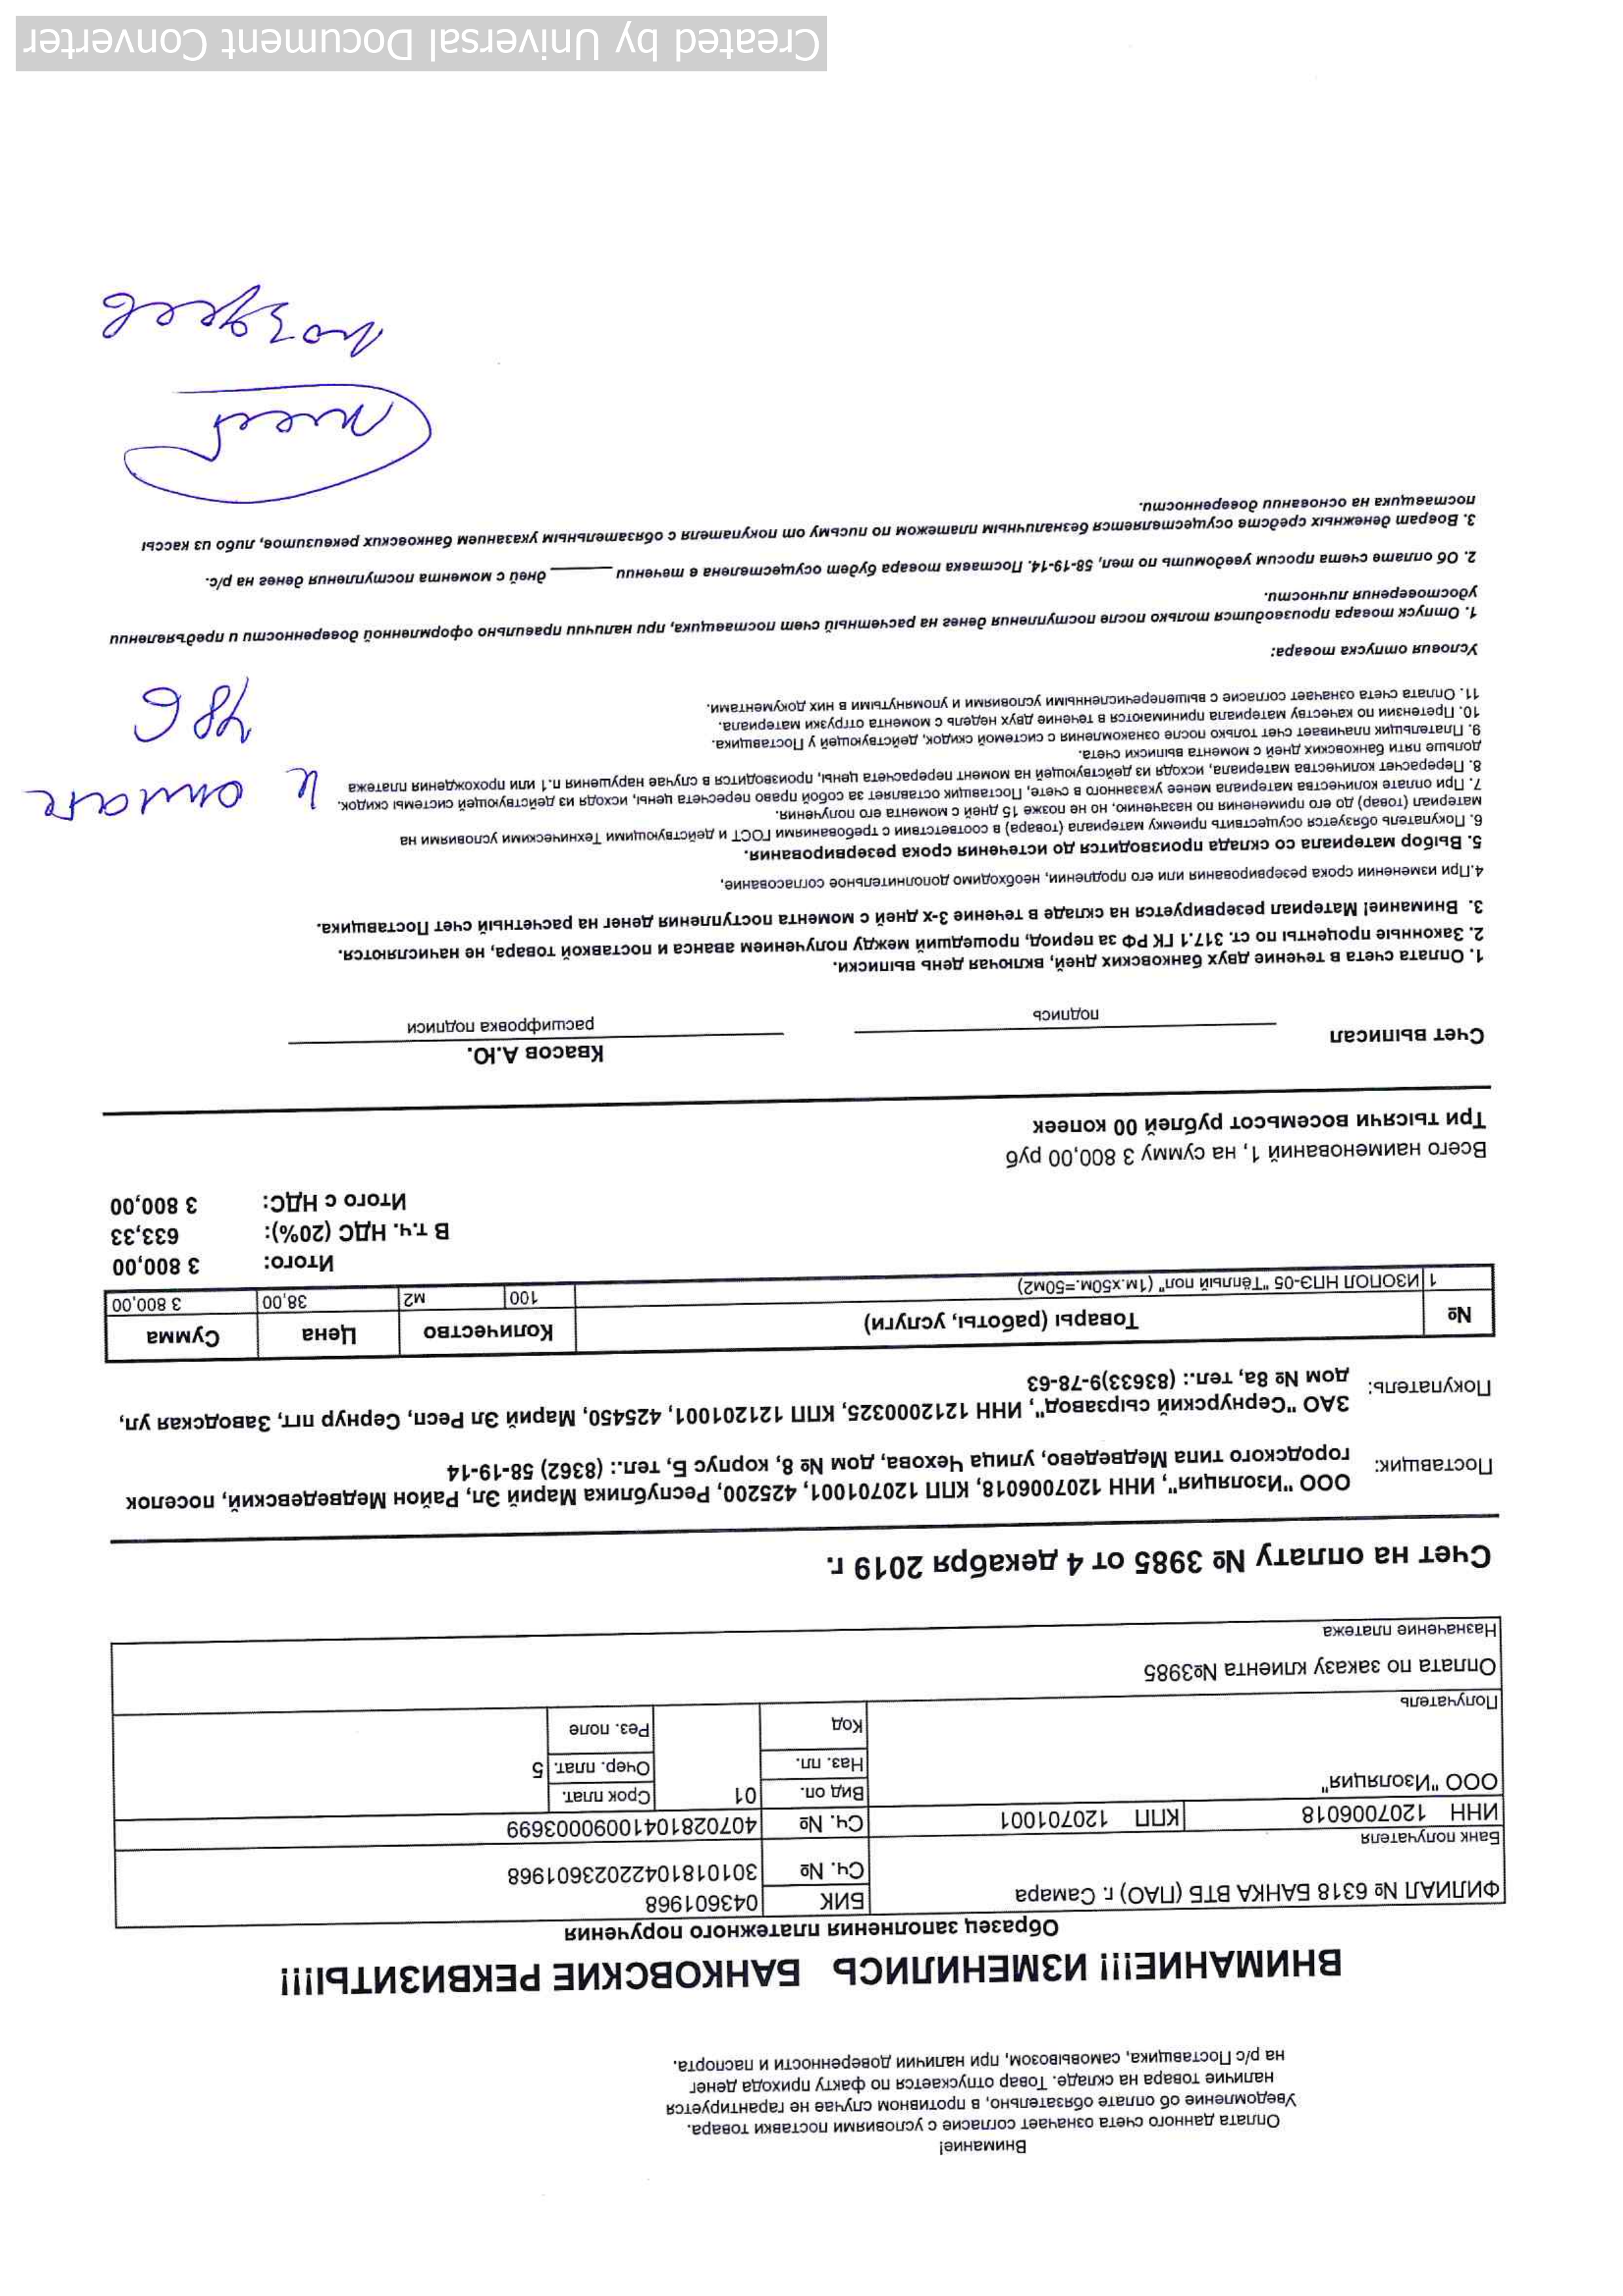 Внимание!
Оплата данного счета означает согласие с условиями поставки товара.
Уведомление об оплате обязательно, в противном случае не гарантируется
наличие товара на складе. Товар отпускается по факту прихода денег
на р/с Поставщика, самовывозом, при наличии доверенности и паспорта.
ВНИМАНИЕ!!! ИЗМЕНИЛИСЬ БАНКОВСКИЕ РЕКВИЗИТЫ!!!!
Образец заполнения платежного поручения
ФИЛИАЛ № 6318 БАНКА ВТБ (ПАО) г. Самара БИК 043601968
Сч. № 30101810422023601968
Банк получателя
ИНН 1207006018 КПП 120701001 Сч. № 40702810410090003699
ООО "Изоляция"
Вид оп. 01 Срок плат.
Наз. пл. Очер. плат. 5
Получатель Код Рез. поле
Оплата по заказу клиента №3985
Назначение платежа
Счет на оплату № 3985 от 4 декабря 2019 г.
Поставщик: ООО "Изоляция", ИНН 1207006018, КПП 120701001, 425200, Республика Марий Эл, Район Медведевский, поселок
городского типа Медведево, улица Чехова, дом № 8, корпус Б, тел.: (8362) 58-19-14
Покупатель: ЗАО "Сернурский сырзавод", ИНН 1212000325, КПП 121201001, 425450, Марий Эл Респ, Сернур пгт, Заводская ул,
дом № 8а, тел.: (83633)9-78-63
№ Товары (работы, услуги) Количество Цена Сумма
1 ИЗОПОЛ НПЭ-05 "Тёплый пол" (1м.х50м.=50м2) 100 м2 38,00 3 800,00
Итого: 3 800,00
В т.ч. НДС (20%): 633,33
Итого с НДС: 3 800,00
Всего наименований 1, на сумму 3 800,00 руб
Три тысячи восемьсот рублей 00 копеек
Счет выписал Квасов А.Ю.
подпись расшифровка подписи
1. Оплата счета в течение двух банковских дней, включая день выписки.
2. Законные проценты по ст. 317.1 ГК РФ за период, прошедший между получением аванса и поставкой товара, не начисляются.
3. Внимание! Материал резервируется на складе в течение 3-х дней с момента поступления денег на расчетный счет Поставщика.
4.При изменении срока резервирования или его продлении, необходимо дополнительное согласование.
5. Выбор материала со склада производится до истечения срока резервирования.
6. Покупатель обязуется осуществить приемку материала (товара) в соответствии с требованиями ГОСТ и действующими Техническими условиями на
материал (товар) до его применения по назначению, но не позже 15 дней с момента его получения.
7. При оплате количества материала менее указанного в счете, Поставщик оставляет за собой право пересчета цены, исходя из действующей системы скидок.
8. Перерасчет количества материала, исходя из действующей на момент перерасчета цены, производится в случае нарушения п.1 или прохождения платежа
дольше пяти банковских дней с момента выписки счета.
9. Плательщик плачивает счет только после ознакомления с системой скидок, действующей у Поставщика.
10. Претензии по качеству материала принимаются в течение двух недель с момента отгрузки материала.
11. Оплата счета означает согласие с вышеперечисленными условиями и упомянутыми в них документами.
к оплате
Условия отпуска товара:
1. Отпуск товара производится только после поступления денег на расчетный счет поставщика, при наличии правильно оформленной доверенности и предъявлении
удостоверения личности.
2. Об оплате счета просим уведомить по тел, 58-19-14. Поставка товара будет осуществлена в течении ________ дней с момента поступления денег на р/с.
3. Возврат денежных средств осуществляется безналичным платежом по письму от покупателя с обязательным указанием банковских реквизитов, либо из кассы
поставщика на основании доверенности.
Created by Universal Document Converter